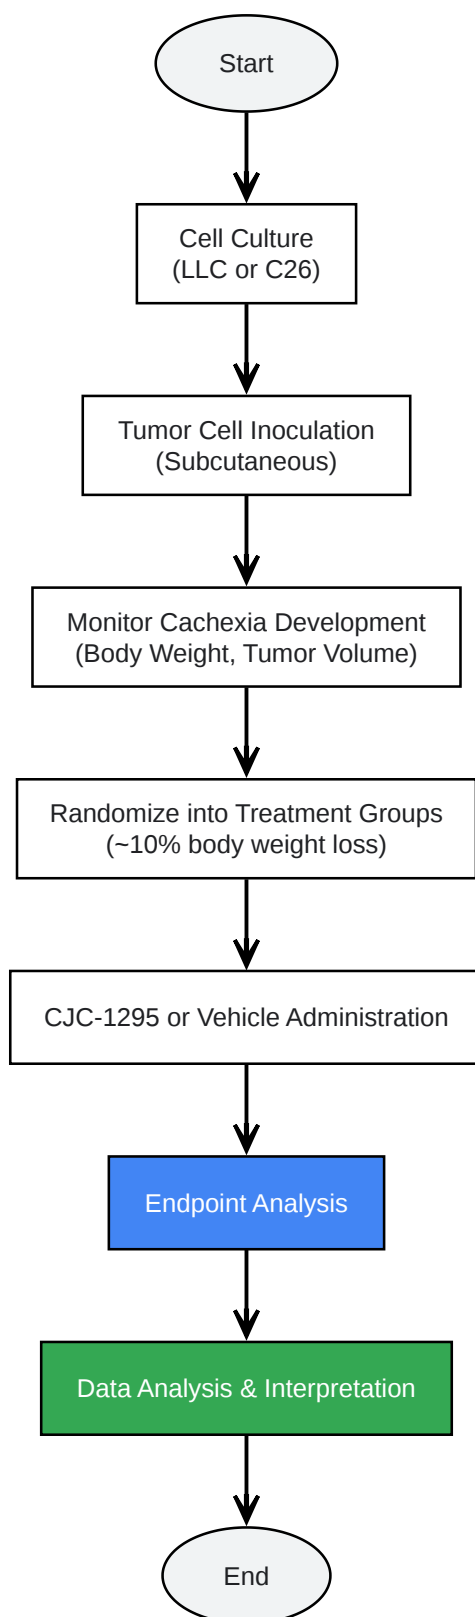 Start
Cell Culture
(LLC or C26)
Tumor Cell Inoculation
(Subcutaneous)
Monitor Cachexia Development
(Body Weight, Tumor Volume)
Randomize into Treatment Groups
(~10% body weight loss)
CJC-1295 or Vehicle Administration
Endpoint Analysis
Data Analysis & Interpretation
End